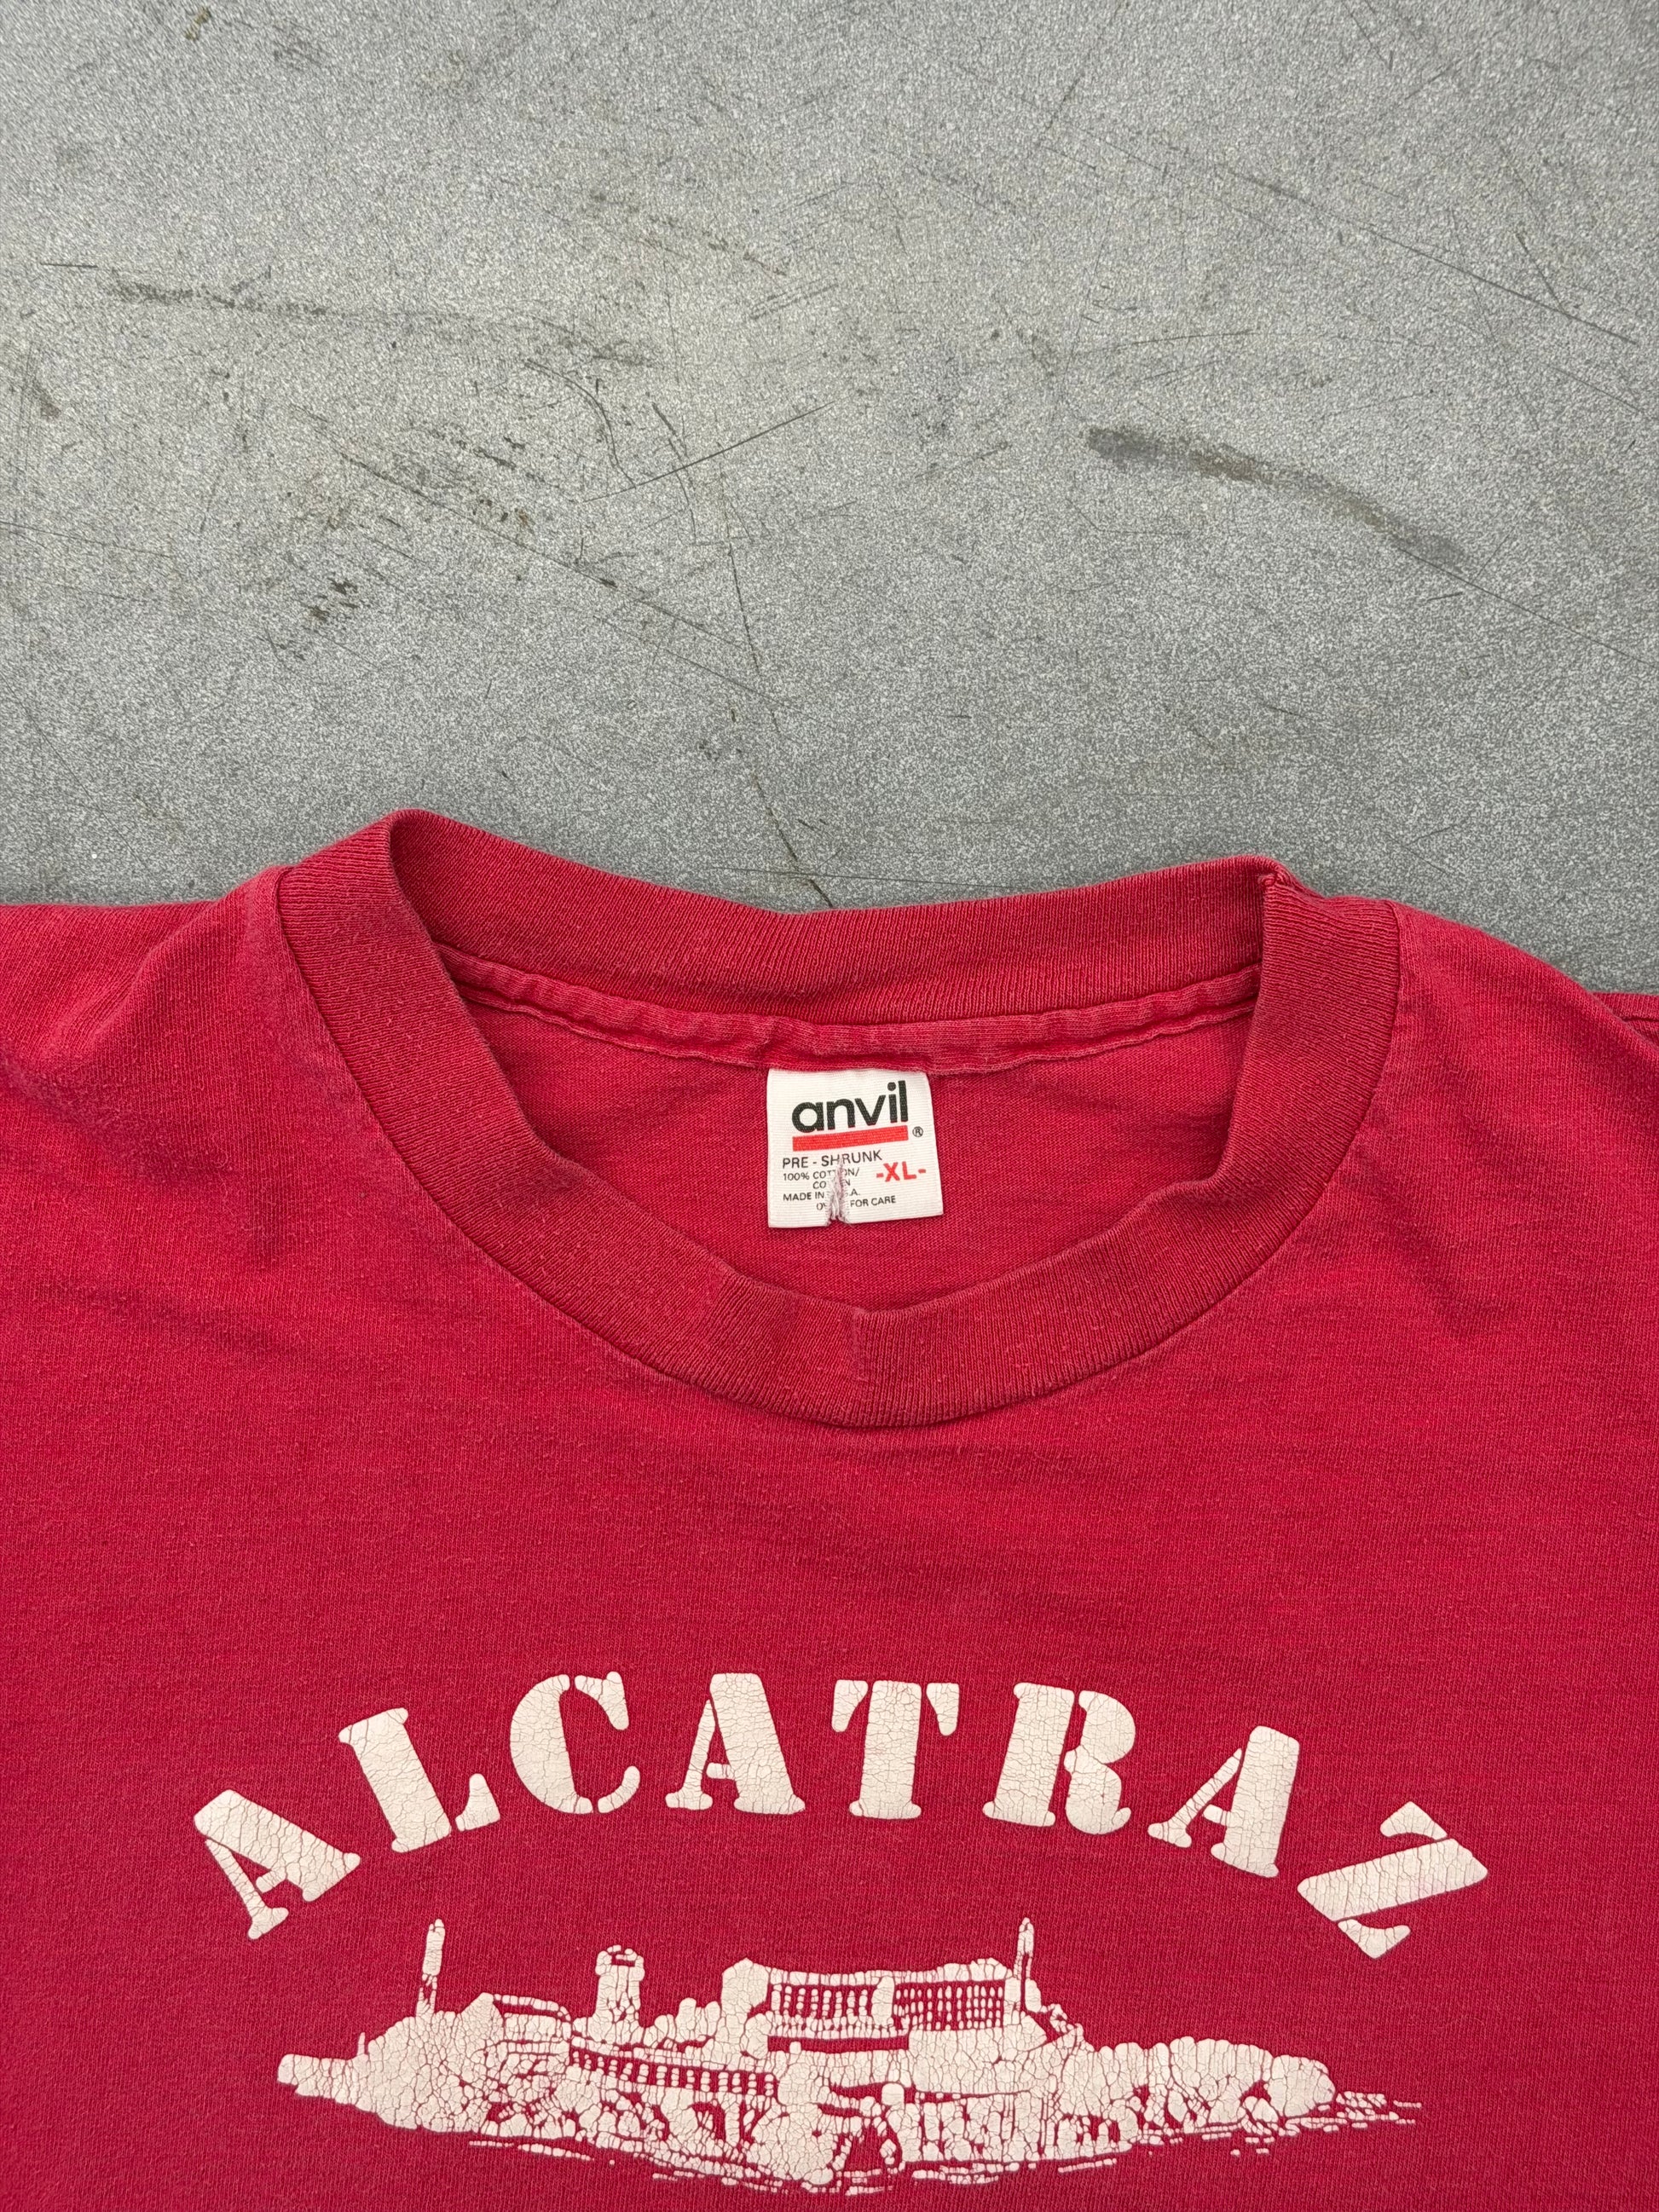 anvil®
PRE - SHRUNK
100% COTTON/
-XL-
MADE IN
FOR CARE
ALCATRAZ